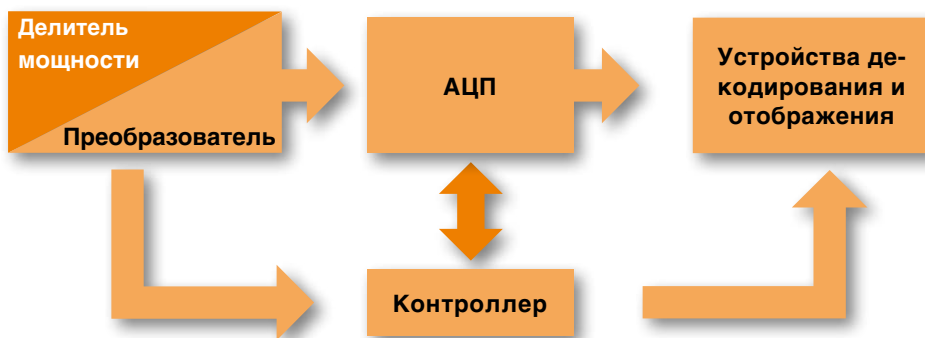 Делитель
мощности
Преобразователь
АЦП
Устройства де-
кодирования и
отображения
Контроллер